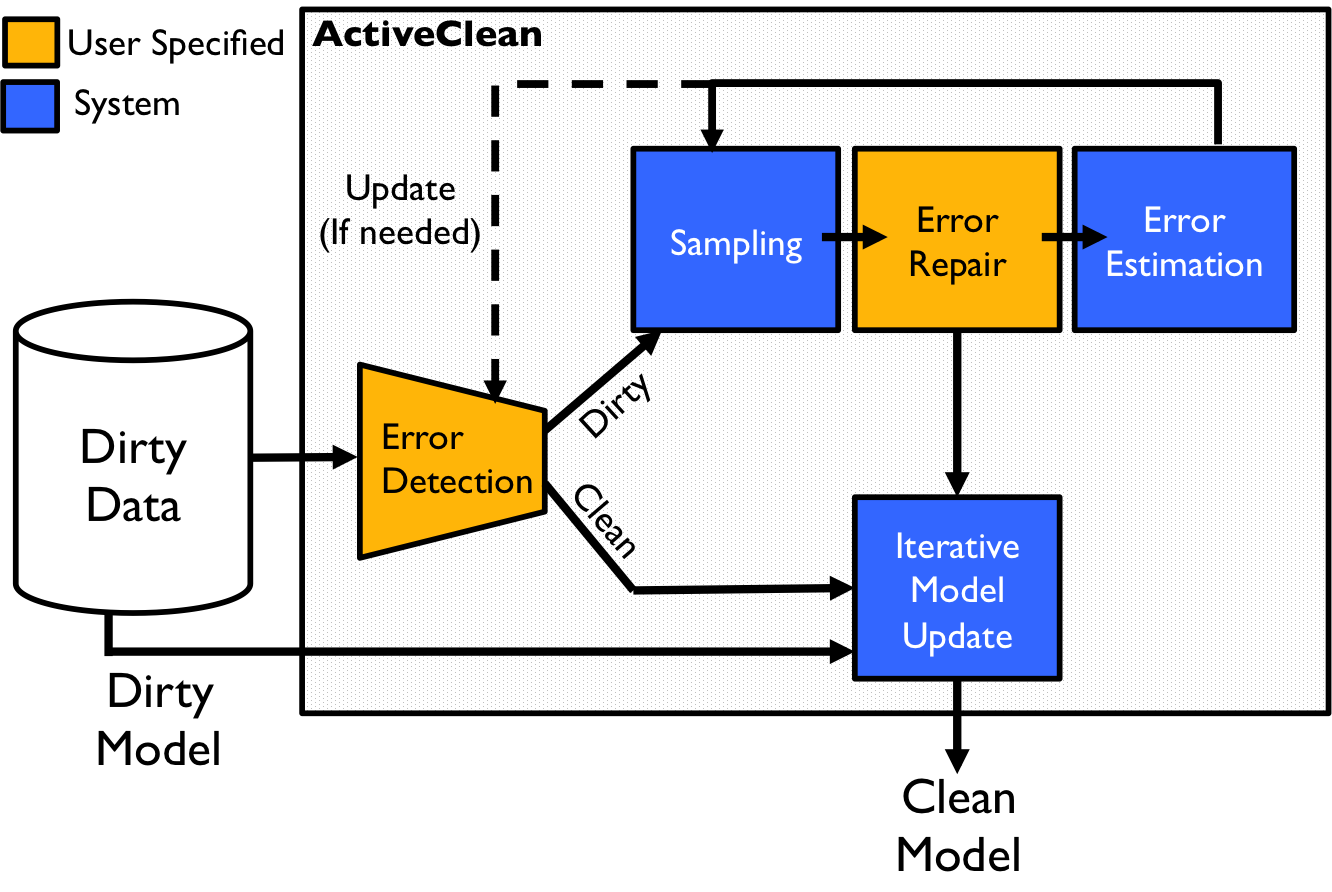 User Specified
System
ActiveClean
Update
(If needed)
Sampling
Error
Repair
Error
Estimation
Dirty
Data
Error
Detection
Dirty
Clean
Iterative
Model
Update
Dirty
Model
Clean
Model